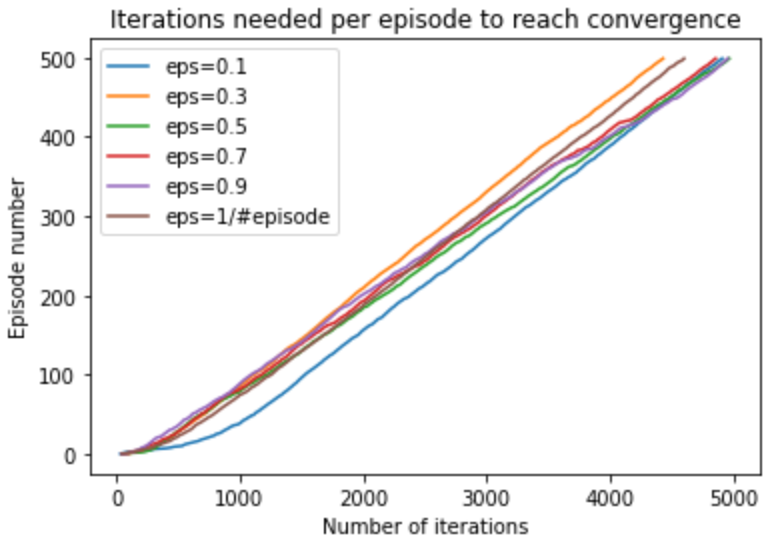 Iterations needed per episode to reach convergence
500
400
300
200
100
0
Episode number
eps=0.1
eps=0.3
eps=0.5
eps=0.7
eps=0.9
eps=1/#episode
0 1000 2000 3000 4000 5000
Number of iterations